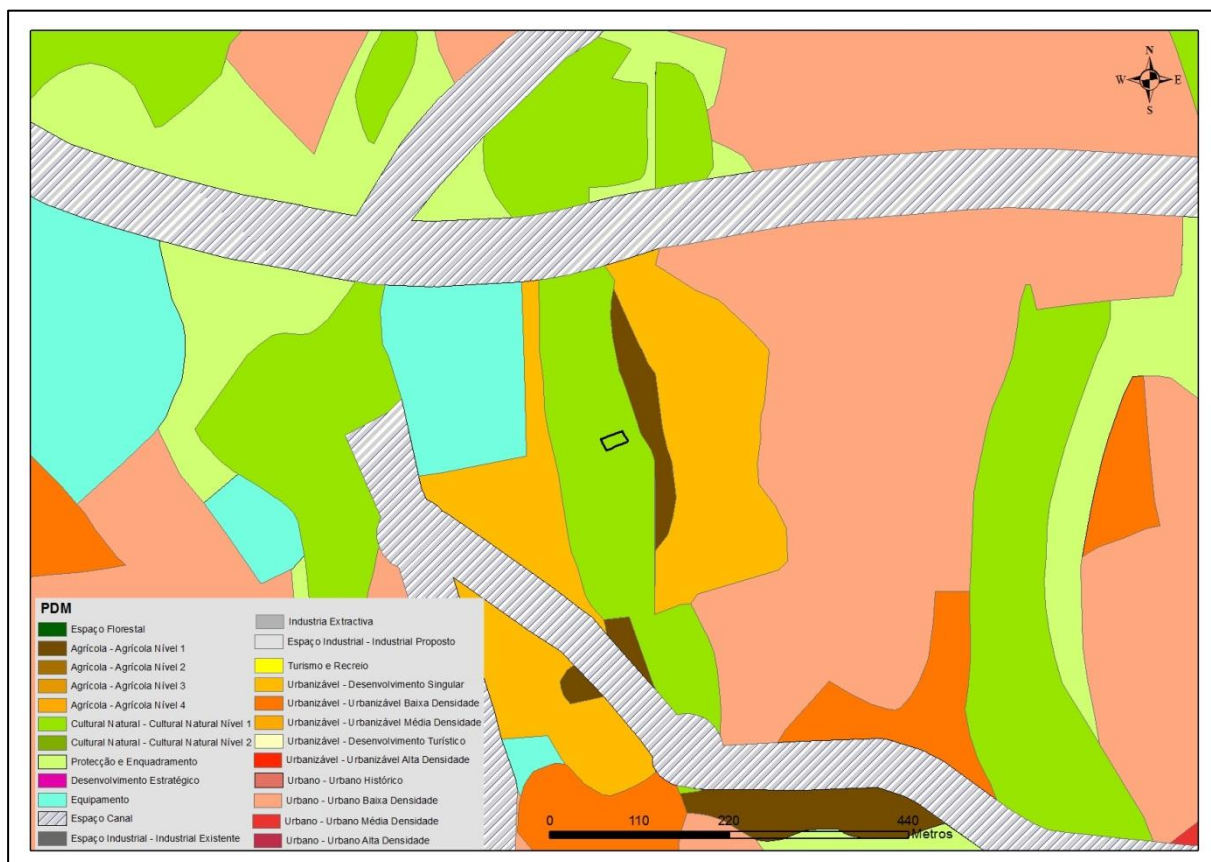 N
W E
S
PDM
Espaço Florestal
Agrícola - Agrícola Nível 1
Agrícola - Agrícola Nível 2
Agrícola - Agrícola Nível 3
Agrícola - Agrícola Nível 4
Cultural Natural - Cultural Natural Nível 1
Cultural Natural - Cultural Natural Nível 2
Protecção e Enquadramento
Desenvolvimento Estratégico
Equipamento
Espaço Canal
Espaço Industrial - Industrial Existente
Industria Extractiva
Espaço Industrial - Industrial Proposto
Turismo e Recreio
Urbanizável - Desenvolvimento Singular
Urbanizável - Urbanizável Baixa Densidade
Urbanizável - Urbanizável Média Densidade
Urbanizável - Desenvolvimento Turístico
Urbanizável - Urbanizável Alta Densidade
Urbano - Urbano Histórico
Urbano - Urbano Baixa Densidade
Urbano - Urbano Média Densidade
Urbano - Urbano Alta Densidade
0 110 220 440
Metros